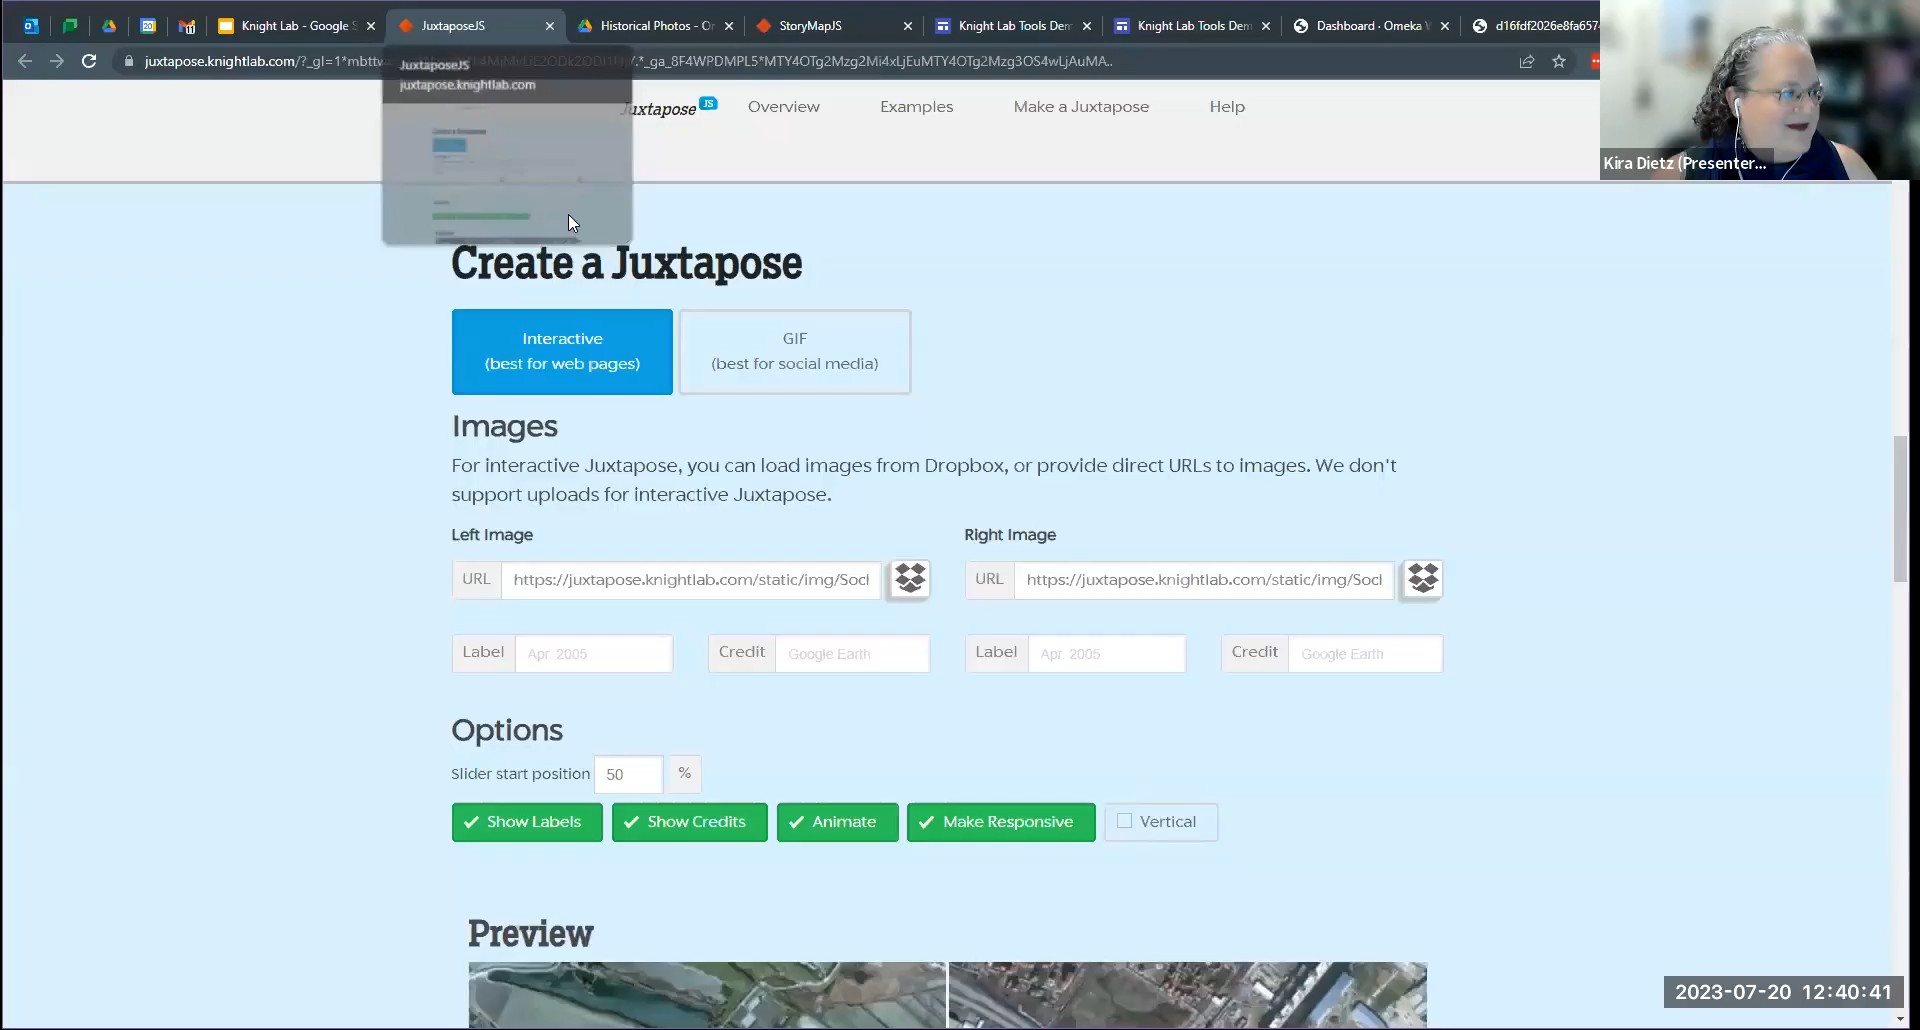 Knight Lab - Google S
JuxtaposeJS
Historical Photos - Or
StoryMapJS
Knight Lab Tools Dem
Knight Lab Tools Dem
Dashboard · Omeka W
d16fdf2026e8fa657
juxtapose.knightlab.com/?_gl=1*mbttw
.*_ga_8F4WPDMPL5*MTY4OTg2Mzg2Mi4xLjEuMTY4OTg2Mzg3OS4wLjAuMA..
JuxtaposeJS
juxtapose.knightlab.com
Juxtapose JS
Overview
Examples
Make a Juxtapose
Help
Kira Dietz (Presenter...
Create a Juxtapose
Interactive
(best for web pages)
GIF
(best for social media)
Images
For interactive Juxtapose, you can load images from Dropbox, or provide direct URLs to images. We don't
support uploads for interactive Juxtapose.
Left Image
Right Image
URL https://juxtapose.knightlab.com/static/img/Socl
URL https://juxtapose.knightlab.com/static/img/Socl
Label Apr. 2005
Credit Google Earth
Label Apr. 2005
Credit Google Earth
Options
Slider start position 50 %
Show Labels
Show Credits
Animate
Make Responsive
Vertical
Preview
2023-07-20 12:40:41